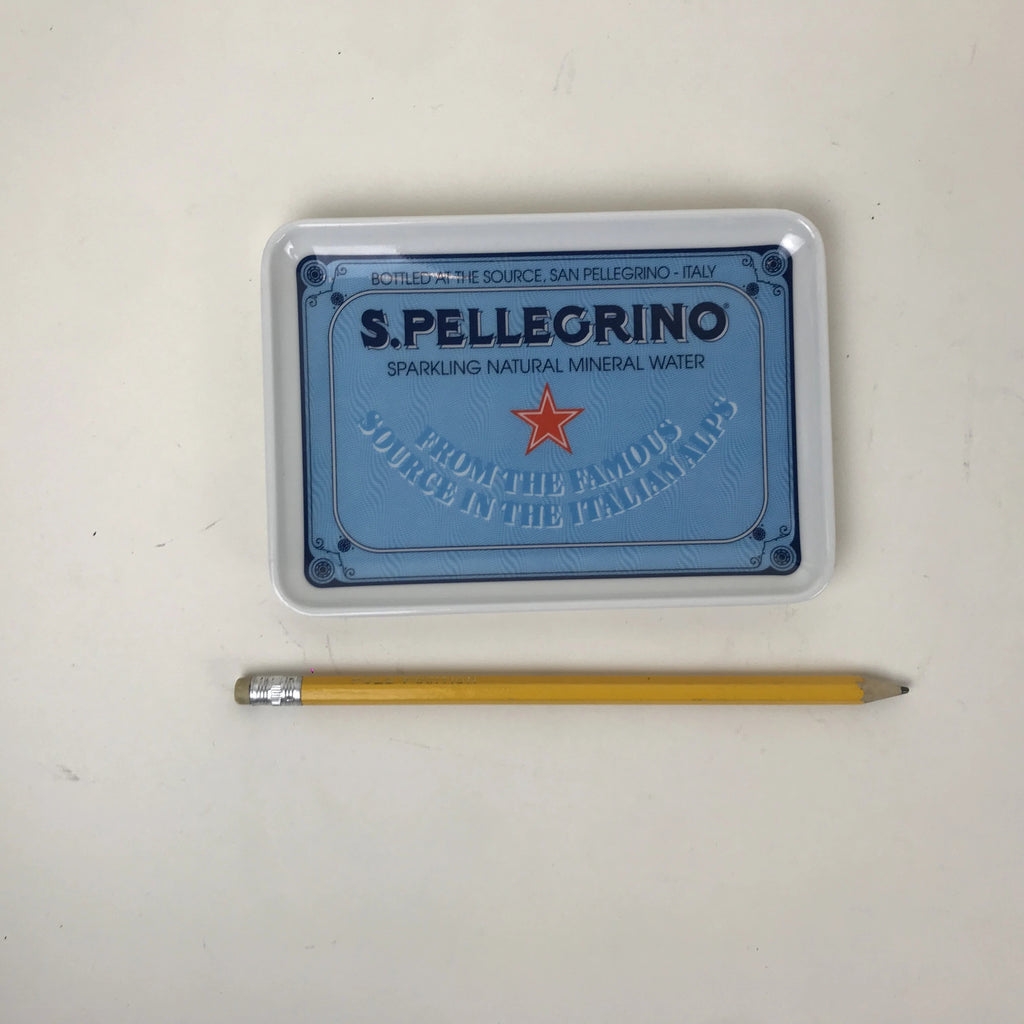 BOTTLED AT THE SOURCE, SAN PELLEGRINO - ITALY
S.PELLEGRINO®
SPARKLING NATURAL MINERAL WATER
FROM THE FAMOUS
SOURCE IN THE ITALIAN ALPS